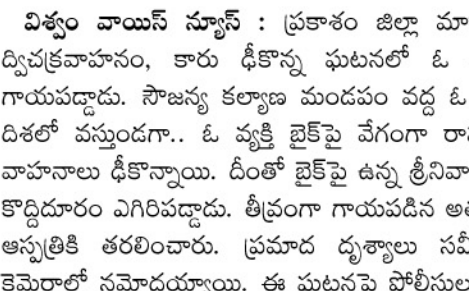 విశ్వం వాయిస్ న్యూస్ : ప్రకాశం జిల్లా మా
ద్విచక్రవాహనం, కారు ఢీకొన్న ఘటనలో ఓ
గాయపడ్డాడు. సౌజన్య కల్యాణ మండపం వద్ద ఓ
దిశలో వస్తుండగా.. ఓ వ్యక్తి బైక్‌పై వేగంగా రా
వాహనాలు ఢీకొన్నాయి. దీంతో బైక్‌పై ఉన్న శ్రీనివా
కొద్దిదూరం ఎగిరిపడ్డాడు. తీవ్రంగా గాయపడిన అ
ఆస్పత్రికి తరలించారు. ప్రమాద దృశ్యాలు సమీ
కెమెరాలో నమోదయ్యాయి. ఈ ఘటనపై పోలీసుల